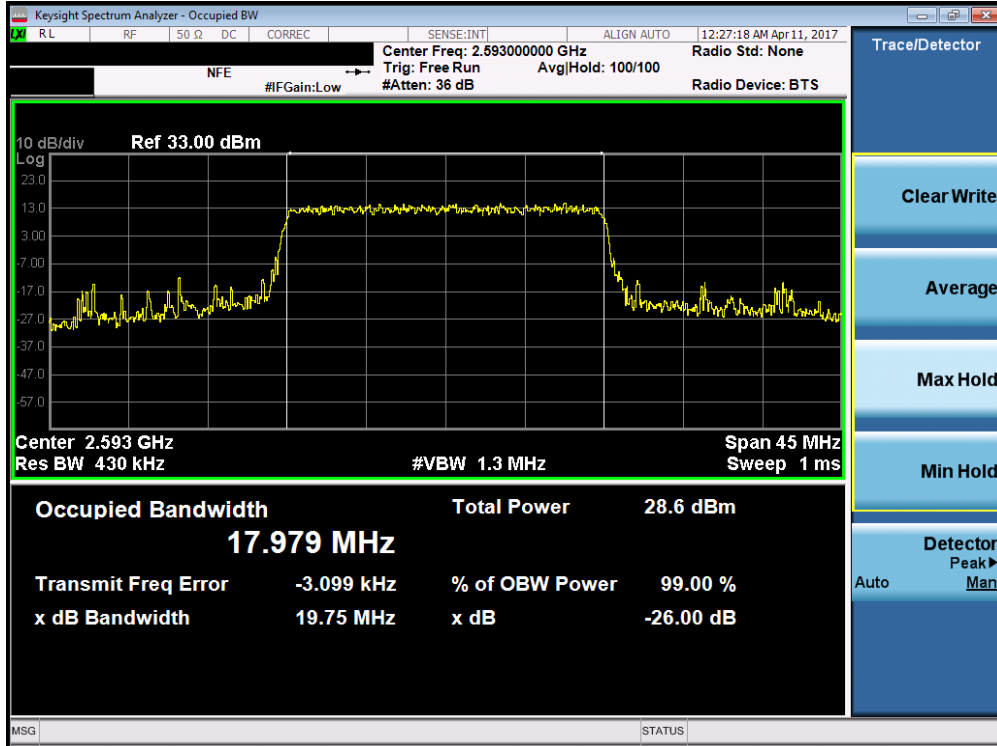 Keysight Spectrum Analyzer - Occupied BW
LXI RL RF 50 Ω DC CORREC SENSE:INT ALIGN AUTO 12:27:18 AM Apr 11, 2017
Center Freq: 2.593000000 GHz Radio Std: None
NFE Trig: Free Run Avg|Hold: 100/100
#IFGain:Low #Atten: 36 dB Radio Device: BTS
10 dB/div Ref 33.00 dBm
Log
23.0
13.0
3.00
-7.00
-17.0
-27.0
-37.0
-47.0
-57.0
Center 2.593 GHz Span 45 MHz
Res BW 430 kHz #VBW 1.3 MHz Sweep 1 ms
Occupied Bandwidth Total Power 28.6 dBm
17.979 MHz
Transmit Freq Error -3.099 kHz % of OBW Power 99.00 %
x dB Bandwidth 19.75 MHz x dB -26.00 dB
MSG STATUS
Trace/Detector
Clear Write
Average
Max Hold
Min Hold
Detector
Peak▶
Auto Man